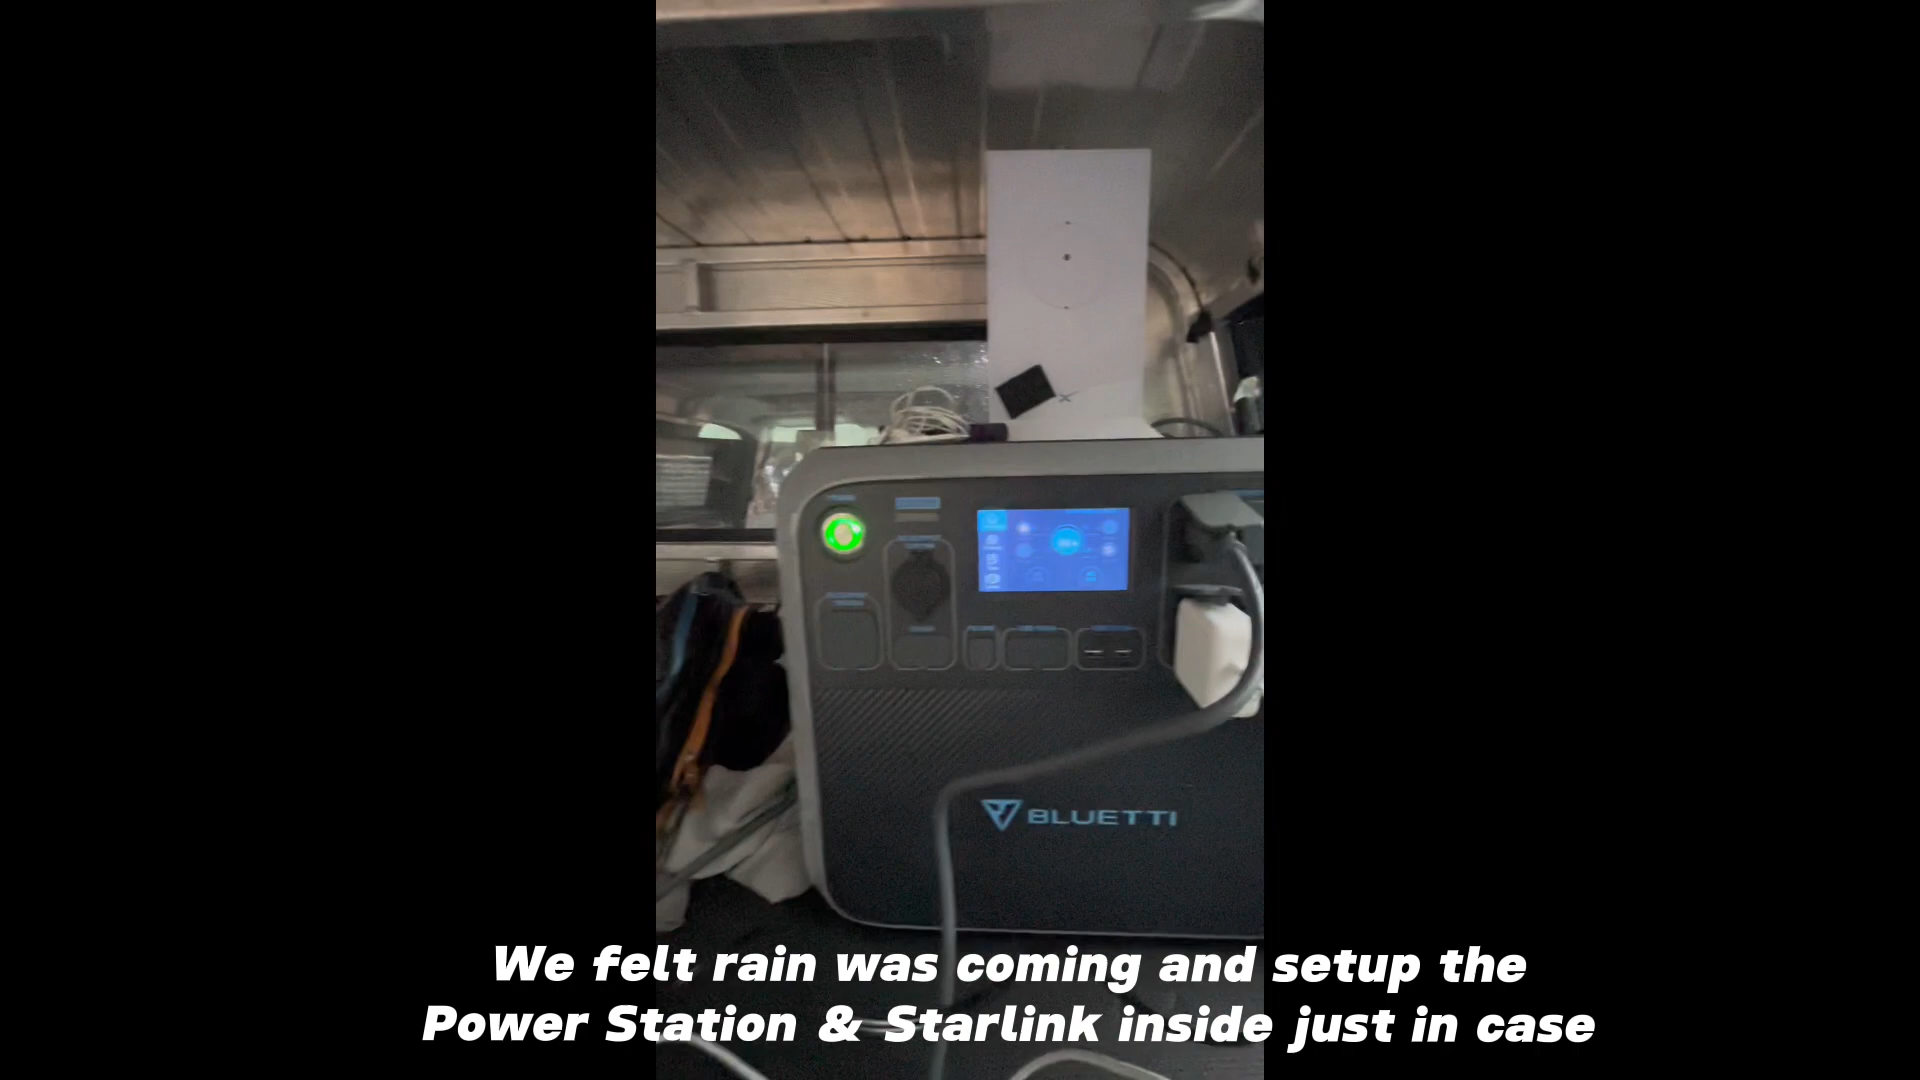 BLUETTI
We felt rain was coming and setup the
Power Station & Starlink inside just in case